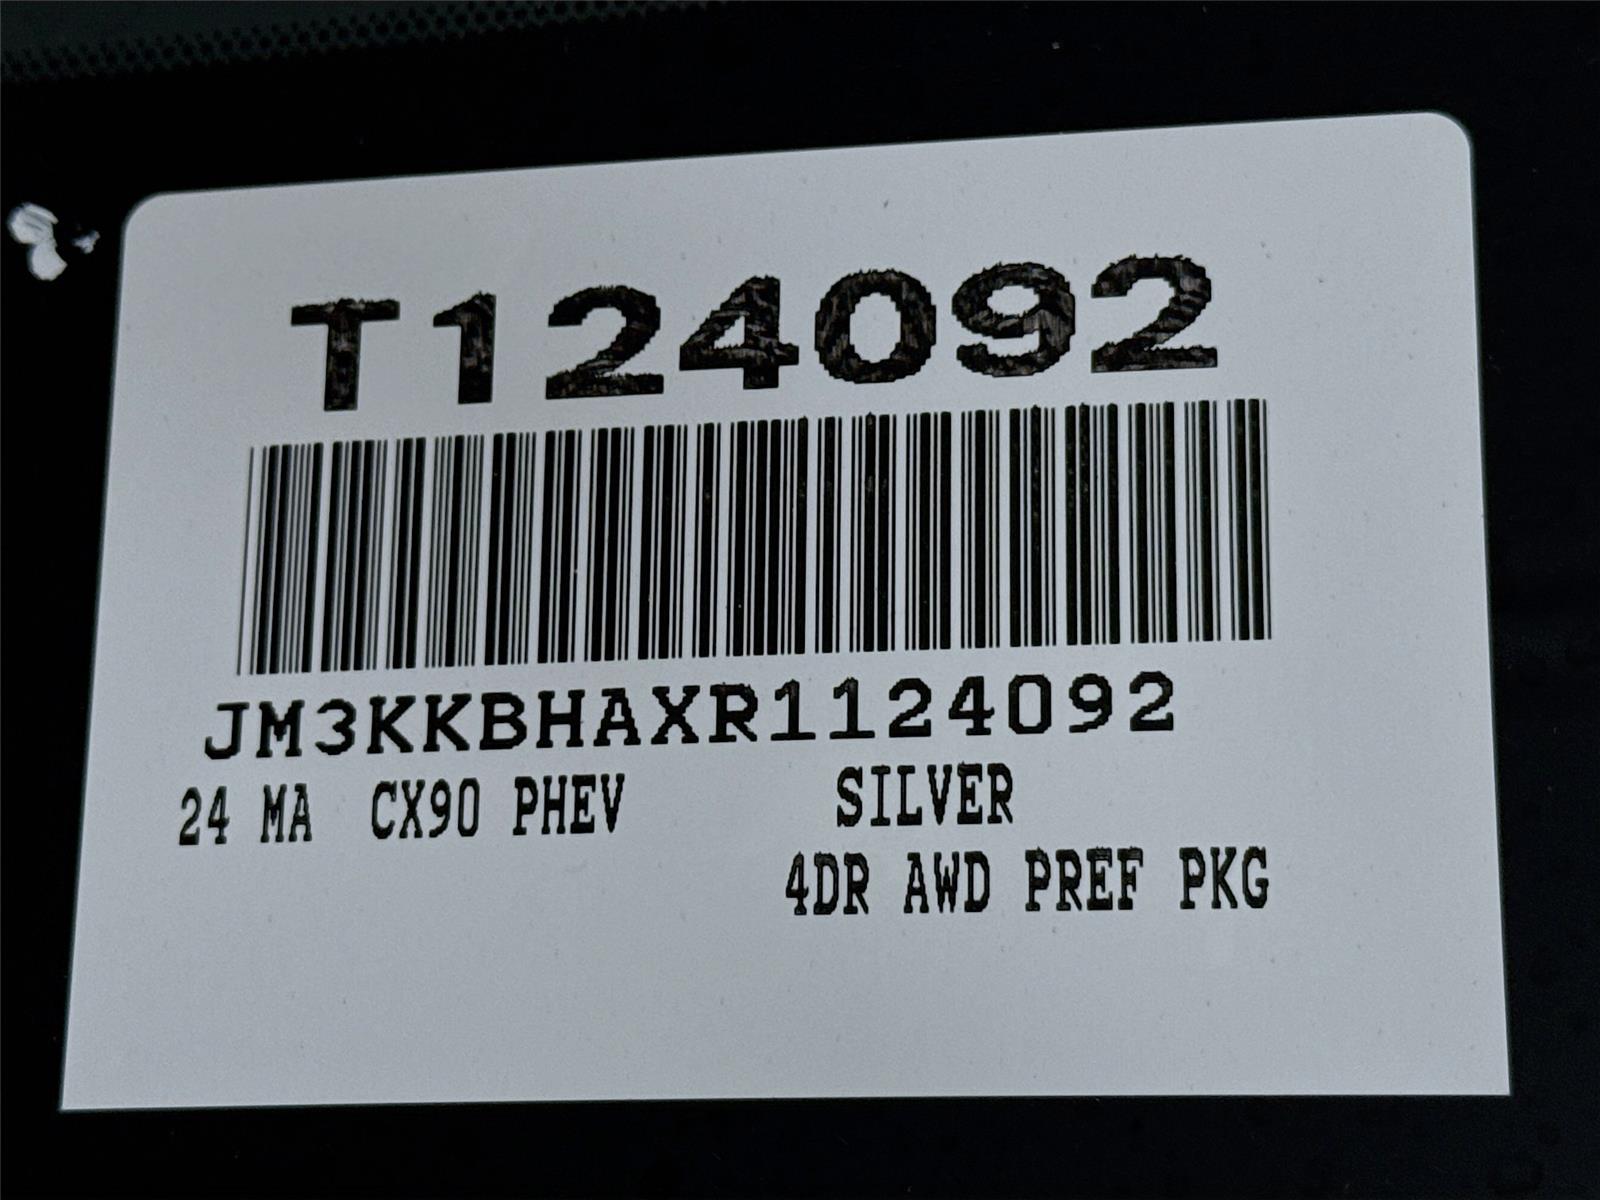 T124092
JM3KKBHAXR1124092
24 MA CX90 PHEV SILVER
4DR AWD PREF PKG